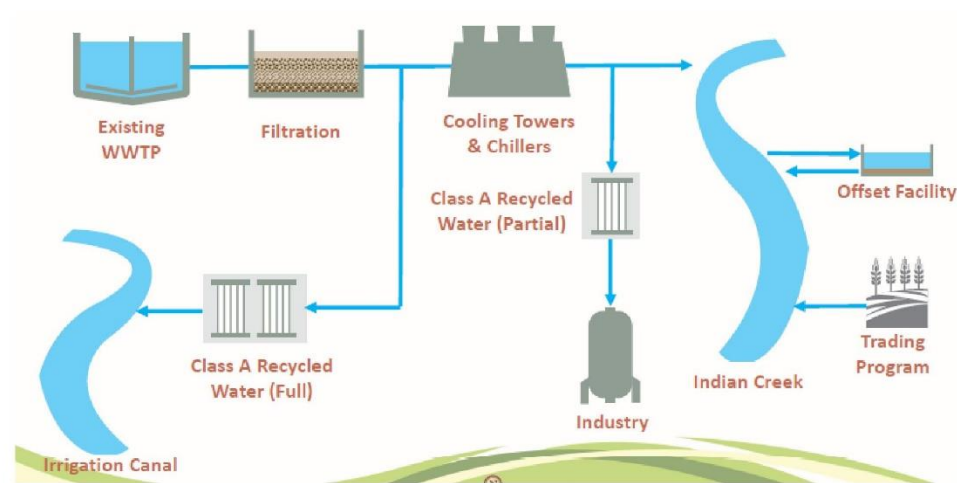 Existing
WWTP
Filtration
Cooling Towers
& Chillers
Class A Recycled
Water (Partial)
Offset Facility
Class A Recycled
Water (Full)
Industry
Indian Creek
Trading
Program
Irrigation Canal